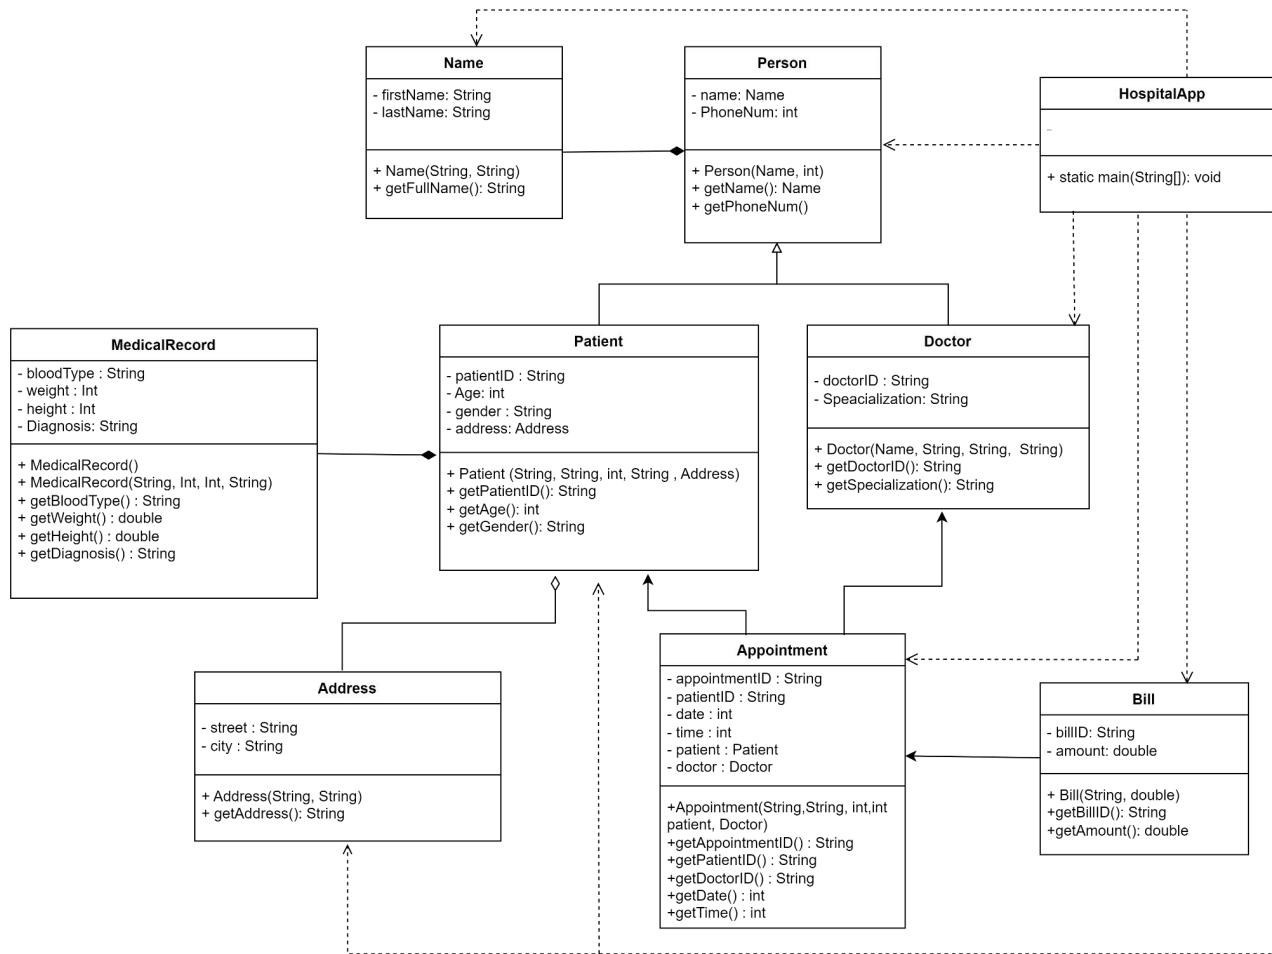 Name
- firstName: String
- lastName: String
+ Name(String, String)
+ getFullName(): String
Person
- name: Name
- PhoneNum: int
+ Person(Name, int)
+ getName(): Name
+ getPhoneNum()
HospitalApp
–
+ static main(String[]): void
MedicalRecord
- bloodType : String
- weight : Int
- height : Int
- Diagnosis: String
+ MedicalRecord()
+ MedicalRecord(String, Int, Int, String)
+ getBloodType() : String
+ getWeight() : double
+ getHeight() : double
+ getDiagnosis() : String
Patient
- patientID : String
- Age: int
- gender : String
- address: Address
+ Patient (String, String, int, String , Address)
+ getPatientID(): String
+ getAge(): int
+ getGender(): String
Doctor
- doctorID : String
- Speacialization: String
+ Doctor(Name, String, String, String)
+ getDoctorID(): String
+ getSpecialization(): String
Address
- street : String
- city : String
+ Address(String, String)
+ getAddress(): String
Appointment
- appointmentID : String
- patientID : String
- date : int
- time : int
- patient : Patient
- doctor : Doctor
+Appointment(String,String, int,int
patient, Doctor)
+getAppointmentID() : String
+getPatientID() : String
+getDoctorID() : String
+getDate() : int
+getTime() : int
Bill
- billID: String
- amount: double
+ Bill(String, double)
+getBillID(): String
+getAmount(): double